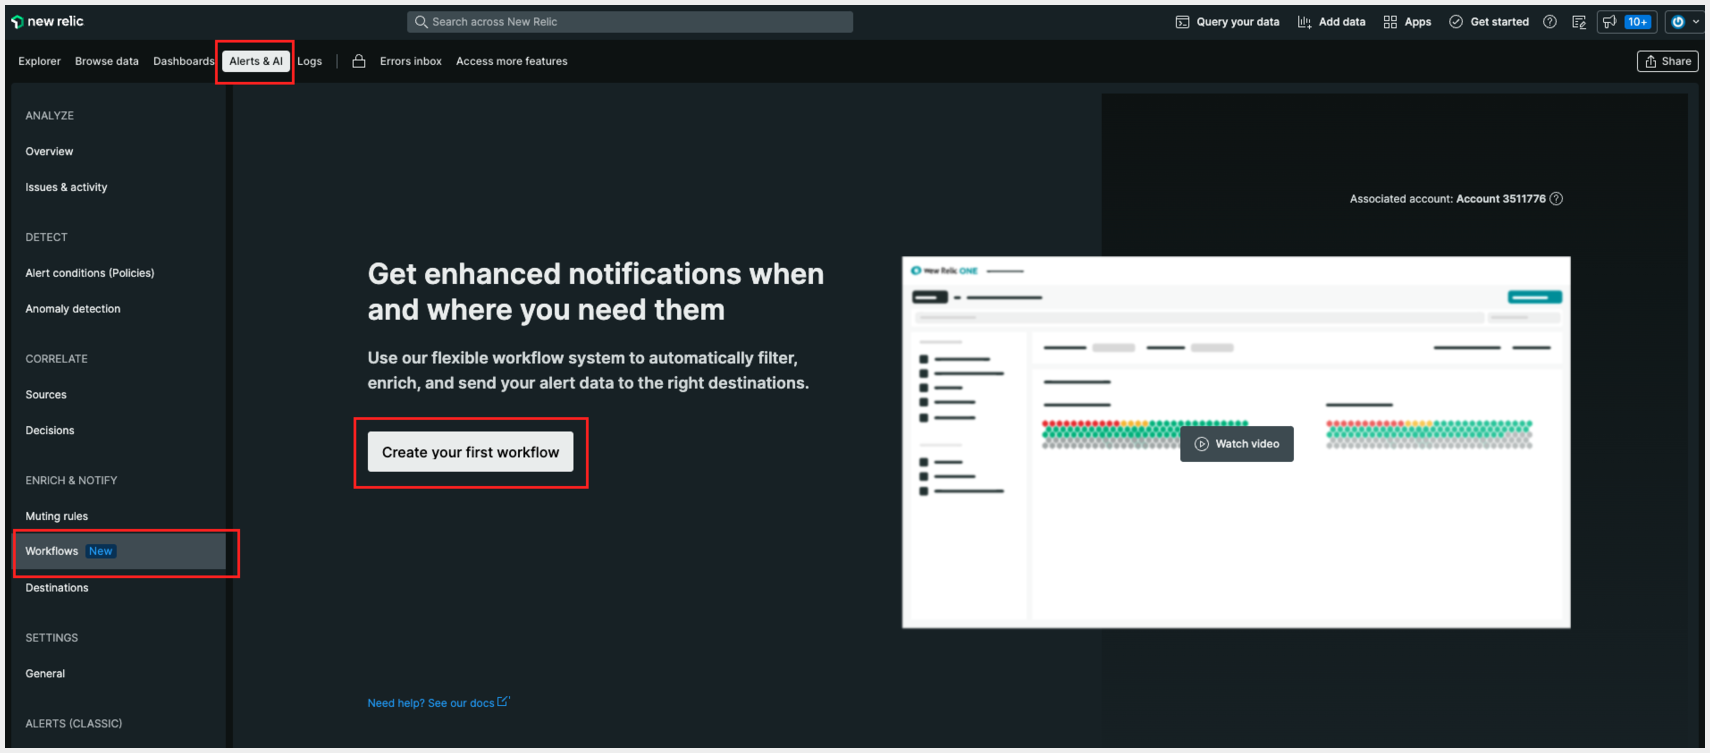 new relic
Search across New Relic
Query your data
Add data
Apps
Get started
10+
Explorer
Browse data
Dashboards
Alerts & AI
Logs
Errors inbox
Access more features
Share
ANALYZE
Overview
Issues & activity
DETECT
Alert conditions (Policies)
Anomaly detection
CORRELATE
Sources
Decisions
ENRICH & NOTIFY
Muting rules
Workflows New
Destinations
SETTINGS
General
ALERTS (CLASSIC)
Associated account: Account 3511776
Get enhanced notifications when
and where you need them
Use our flexible workflow system to automatically filter,
enrich, and send your alert data to the right destinations.
Create your first workflow
Need help? See our docs
New Relic ONE
Watch video